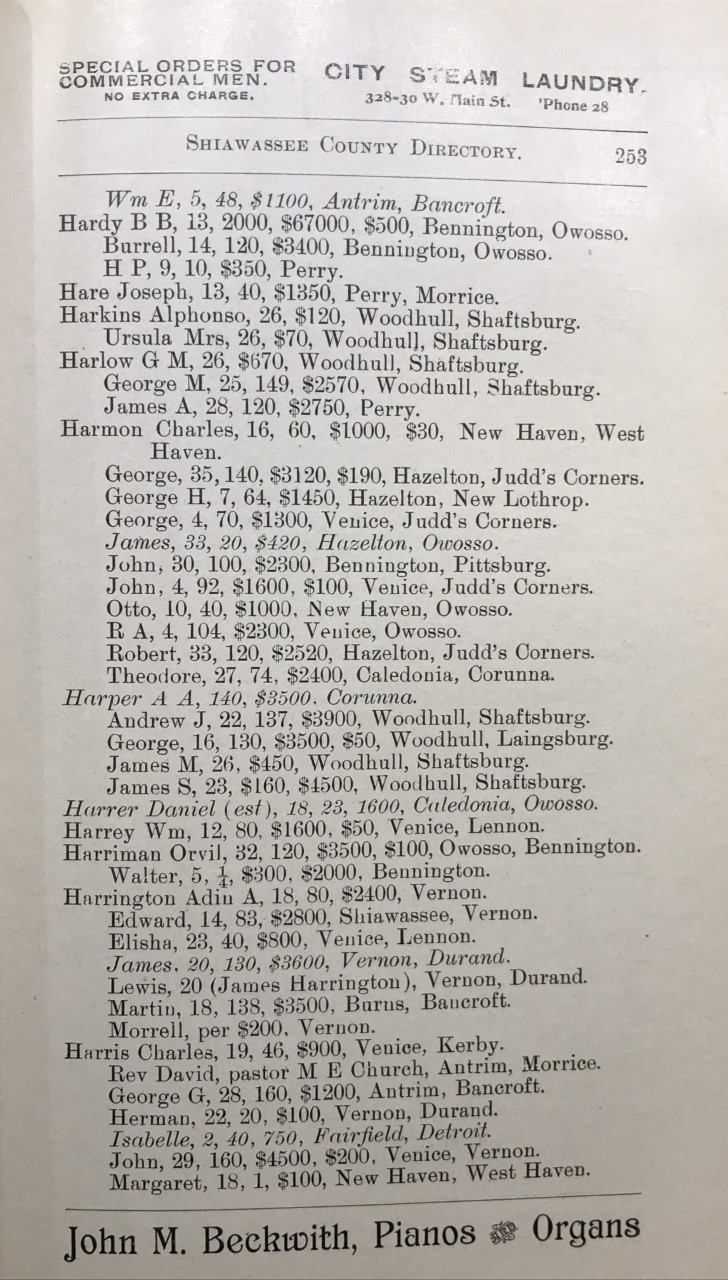 SPECIAL ORDERS FOR
COMMERCIAL MEN.
NO EXTRA CHARGE.
CITY STEAM LAUNDRY.
328-30 W. Main St. 'Phone 28
SHIAWASSEE COUNTY DIRECTORY. 253
Wm E, 5, 48, $1100, Antrim, Bancroft.
Hardy B B, 13, 2000, $67000, $500, Bennington, Owosso.
Burrell, 14, 120, $3400, Bennington, Owosso.
H P, 9, 10, $350, Perry.
Hare Joseph, 13, 40, $1350, Perry, Morrice.
Harkins Alphonso, 26, $120, Woodhull, Shaftsburg.
Ursula Mrs, 26, $70, Woodhull, Shaftsburg.
Harlow G M, 26, $670, Woodhull, Shaftsburg.
George M, 25, 149, $2570, Woodhull, Shaftsburg.
James A, 28, 120, $2750, Perry.
Harmon Charles, 16, 60, $1000, $30, New Haven, West
Haven.
George, 35, 140, $3120, $190, Hazelton, Judd's Corners.
George H, 7, 64, $1450, Hazelton, New Lothrop.
George, 4, 70, $1300, Venice, Judd's Corners.
James, 33, 20, $420, Hazelton, Owosso.
John, 30, 100, $2300, Bennington, Pittsburg.
John, 4, 92, $1600, $100, Venice, Judd's Corners.
Otto, 10, 40, $1000, New Haven, Owosso.
R A, 4, 104, $2300, Venice, Owosso.
Robert, 33, 120, $2520, Hazelton, Judd's Corners.
Theodore, 27, 74, $2400, Caledonia, Corunna.
Harper A A, 140, $3500. Corunna.
Andrew J, 22, 137, $3900, Woodhull, Shaftsburg.
George, 16, 130, $3500, $50, Woodhull, Laingsburg.
James M, 26, $450, Woodhull, Shaftsburg.
James S, 23, $160, $4500, Woodhull, Shaftsburg.
Harrer Daniel (est), 18, 23, 1600, Caledonia, Owosso.
Harrey Wm, 12, 80, $1600, $50, Venice, Lennon.
Harriman Orvil, 32, 120, $3500, $100, Owosso, Bennington.
Walter, 5, ¼, $300, $2000, Bennington.
Harrington Adin A, 18, 80, $2400, Vernon.
Edward, 14, 83, $2800, Shiawassee, Vernon.
Elisha, 23, 40, $800, Venice, Lennon.
James. 20, 130, $3600, Vernon, Durand.
Lewis, 20 (James Harrington), Vernon, Durand.
Martin, 18, 138, $3500, Burns, Bancroft.
Morrell, per $200, Vernon.
Harris Charles, 19, 46, $900, Venice, Kerby.
Rev David, pastor M E Church, Antrim, Morrice.
George G, 28, 160, $1200, Antrim, Bancroft.
Herman, 22, 20, $100, Vernon, Durand.
Isabelle, 2, 40, 750, Fairfield, Detroit.
John, 29, 160, $4500, $200, Venice, Vernon.
Margaret, 18, 1, $100, New Haven, West Haven.
John M. Beckwith, Pianos Organs